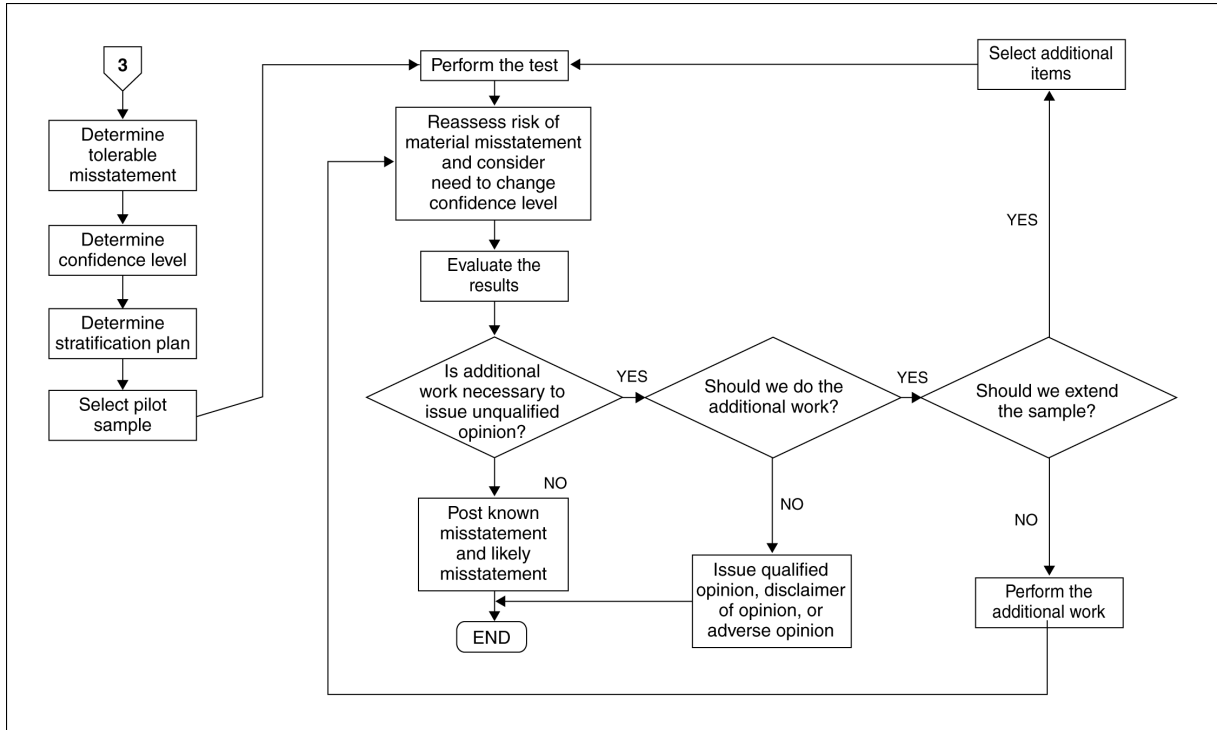 3
Determine
tolerable
misstatement
Determine
confidence level
Determine
stratification plan
Select pilot
sample
Perform the test
Reassess risk of
material misstatement
and consider
need to change
confidence level
Evaluate the
results
Is additional
work necessary to
issue unqualified
opinion?
YES
NO
Post known
misstatement
and likely
misstatement
END
Should we do the
additional work?
YES
NO
Issue qualified
opinion, disclaimer
of opinion, or
adverse opinion
Should we extend
the sample?
YES
Select additional
items
NO
Perform the
additional work